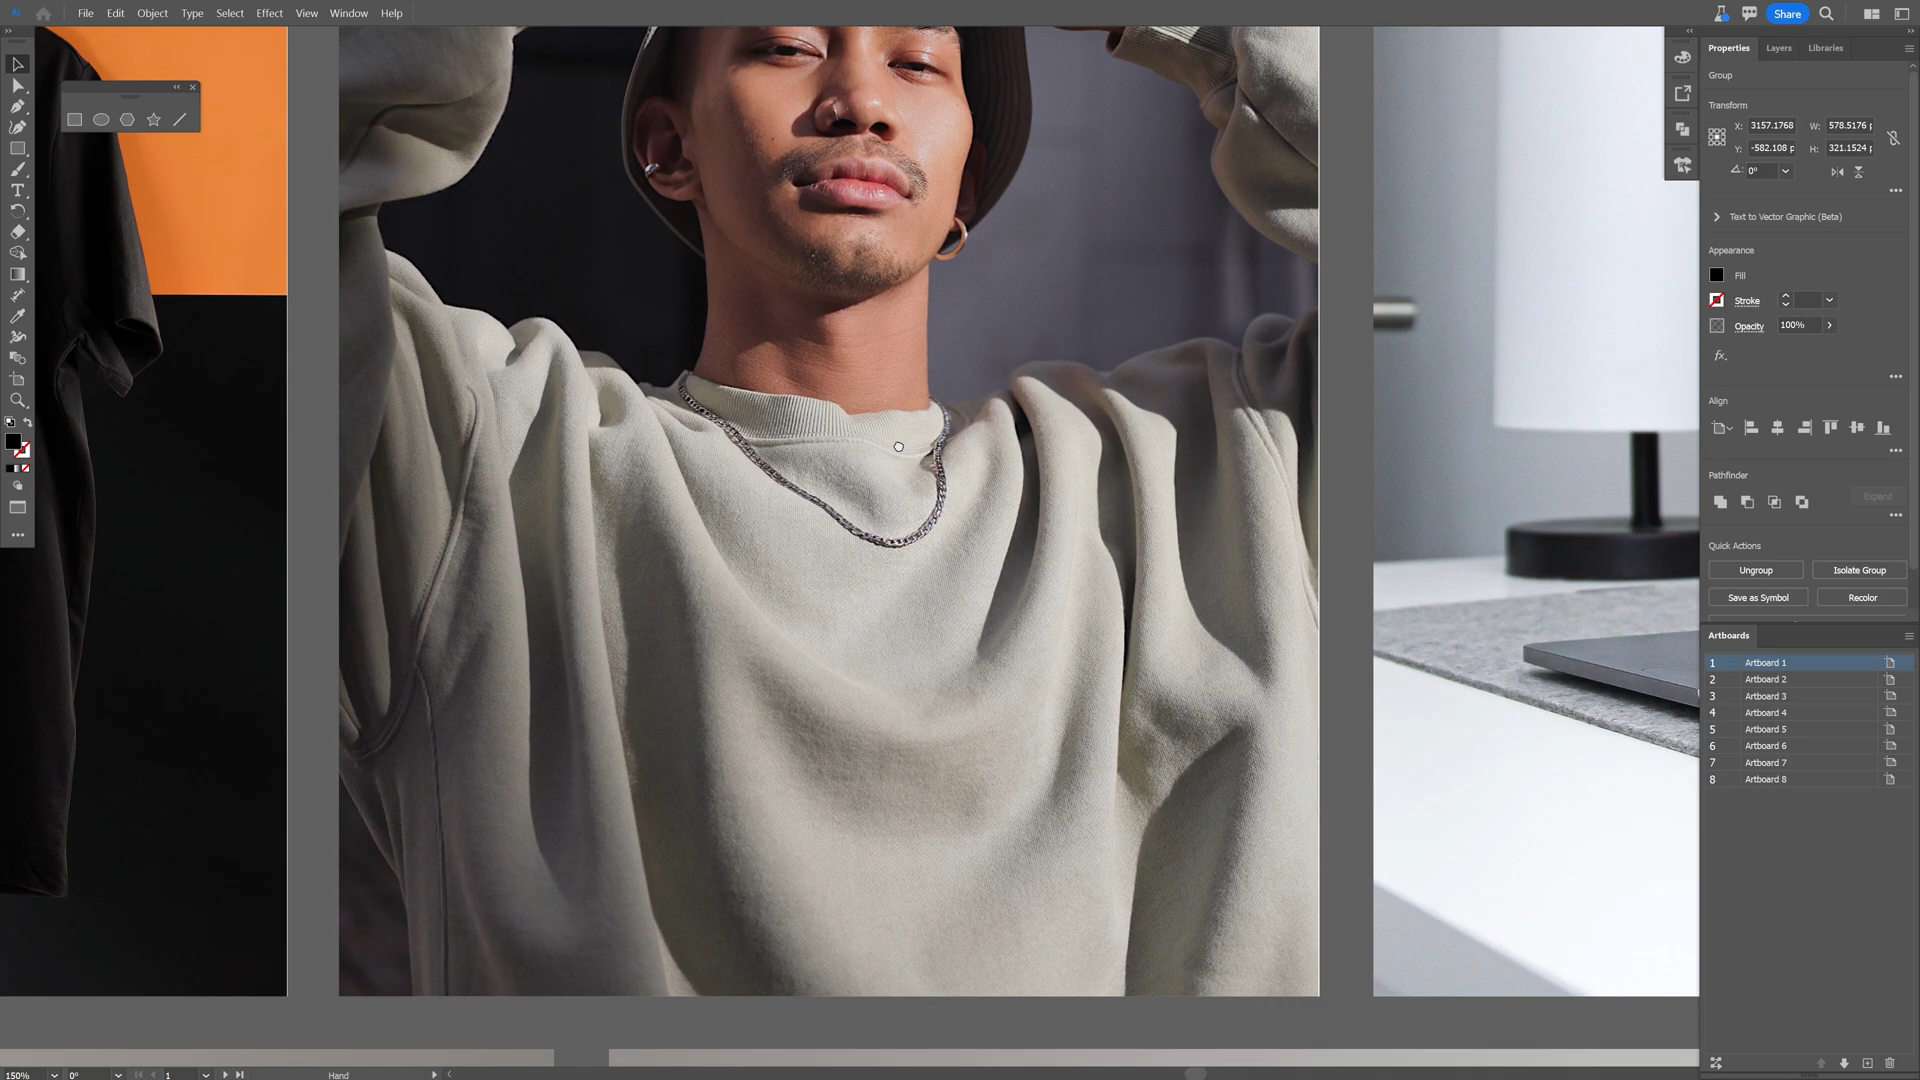 Ai File Edit Object Type Select Effect View Window Help Share
Properties Layers Libraries
Group
Transform
X: 3157.1768 W: 578.5176 p
Y: -582.108 p H: 321.1524 p
0°
Text to Vector Graphic (Beta)
Appearance
Fill
Stroke
Opacity 100%
fx.
Align
Pathfinder
Expand
Quick Actions
Ungroup Isolate Group
Save as Symbol Recolor
Artboards
1 Artboard 1
2 Artboard 2
3 Artboard 3
4 Artboard 4
5 Artboard 5
6 Artboard 6
7 Artboard 7
8 Artboard 8
150% 0° 1 Hand